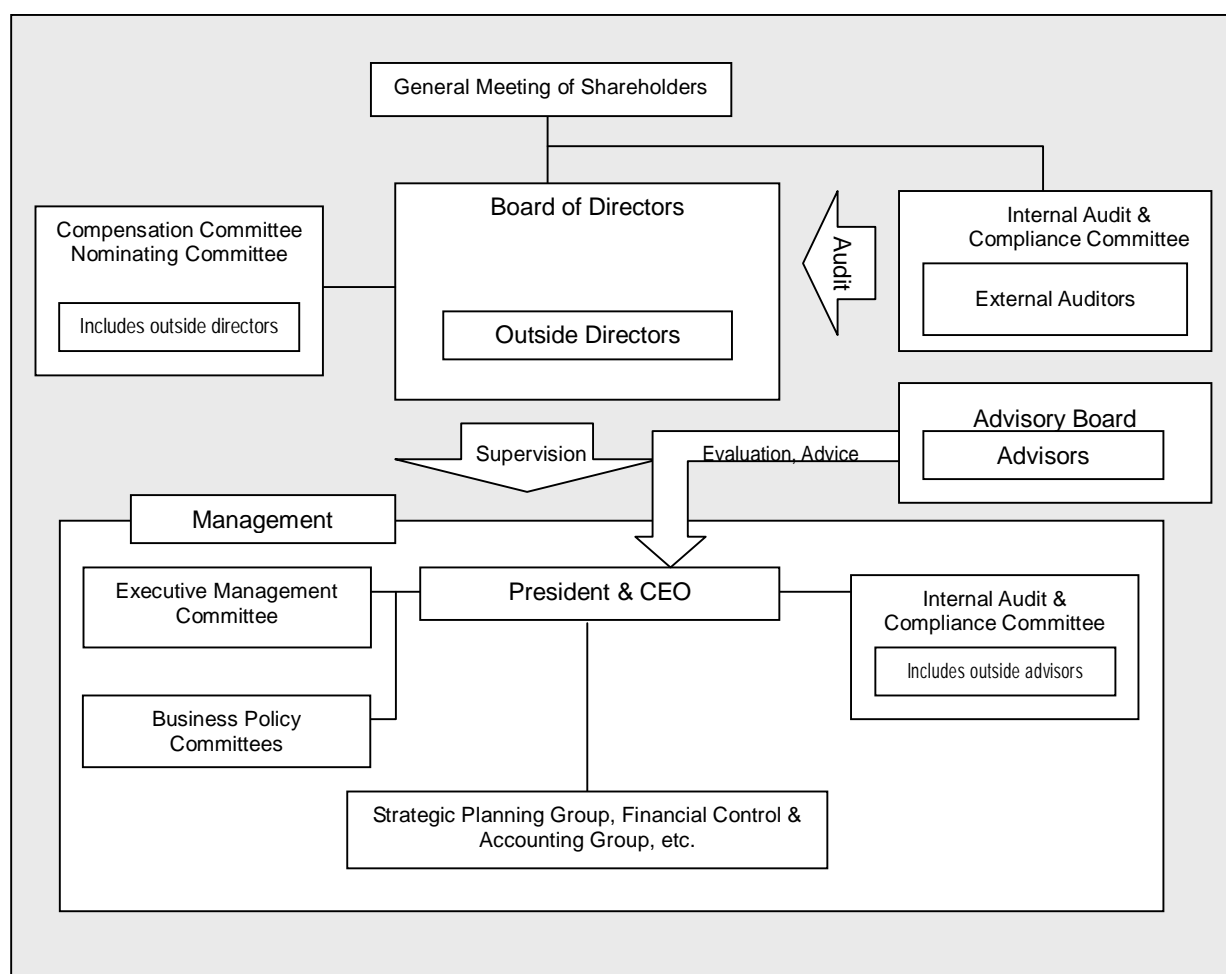 General Meeting of Shareholders
Board of Directors
Outside Directors
Compensation Committee
Nominating Committee
Includes outside directors
Audit
Internal Audit &
Compliance Committee
External Auditors
Advisory Board
Advisors
Supervision
Evaluation, Advice
Management
Executive Management
Committee
President & CEO
Internal Audit &
Compliance Committee
Includes outside advisors
Business Policy
Committees
Strategic Planning Group, Financial Control &
Accounting Group, etc.